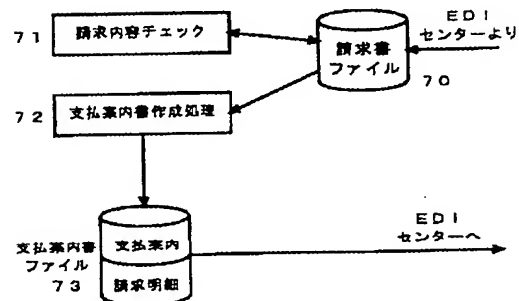 71
請求内容チェック
請求書
ファイル
70
EDI
センターより
72
支払案内書作成処理
支払案内書
ファイル
73
支払案内
請求明細
EDI
センターへ